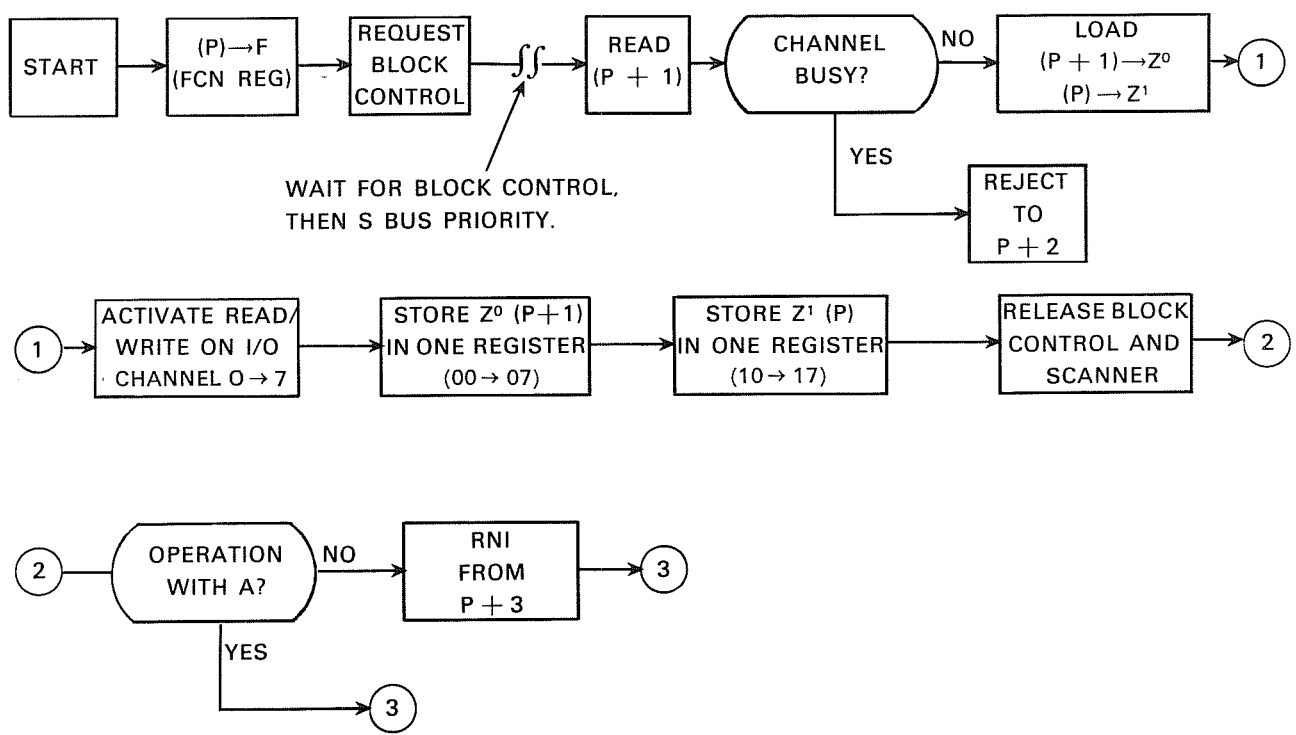 START
(P)→F
(FCN REG)
REQUEST
BLOCK
CONTROL
READ
(P + 1)
CHANNEL
BUSY?
NO
LOAD
(P + 1)→Z⁰
(P)→Z¹
1
WAIT FOR BLOCK CONTROL,
THEN S BUS PRIORITY.
YES
REJECT
TO
P + 2
1
ACTIVATE READ/
WRITE ON I/O
CHANNEL 0→7
STORE Z⁰ (P+1)
IN ONE REGISTER
(00→07)
STORE Z¹ (P)
IN ONE REGISTER
(10→17)
RELEASE BLOCK
CONTROL AND
SCANNER
2
2
OPERATION
WITH A?
NO
RNI
FROM
P + 3
3
YES
3